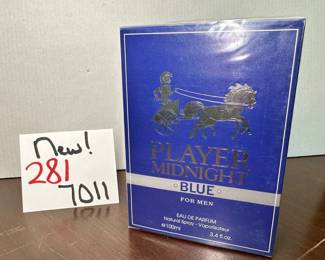 New!
281
7011
PLAYER
MIDNIGHT
BLUE
FOR MEN
EAU DE PARFUM
Natural Spray - Vaporisateur
℮100ml 3.4 fl.oz.